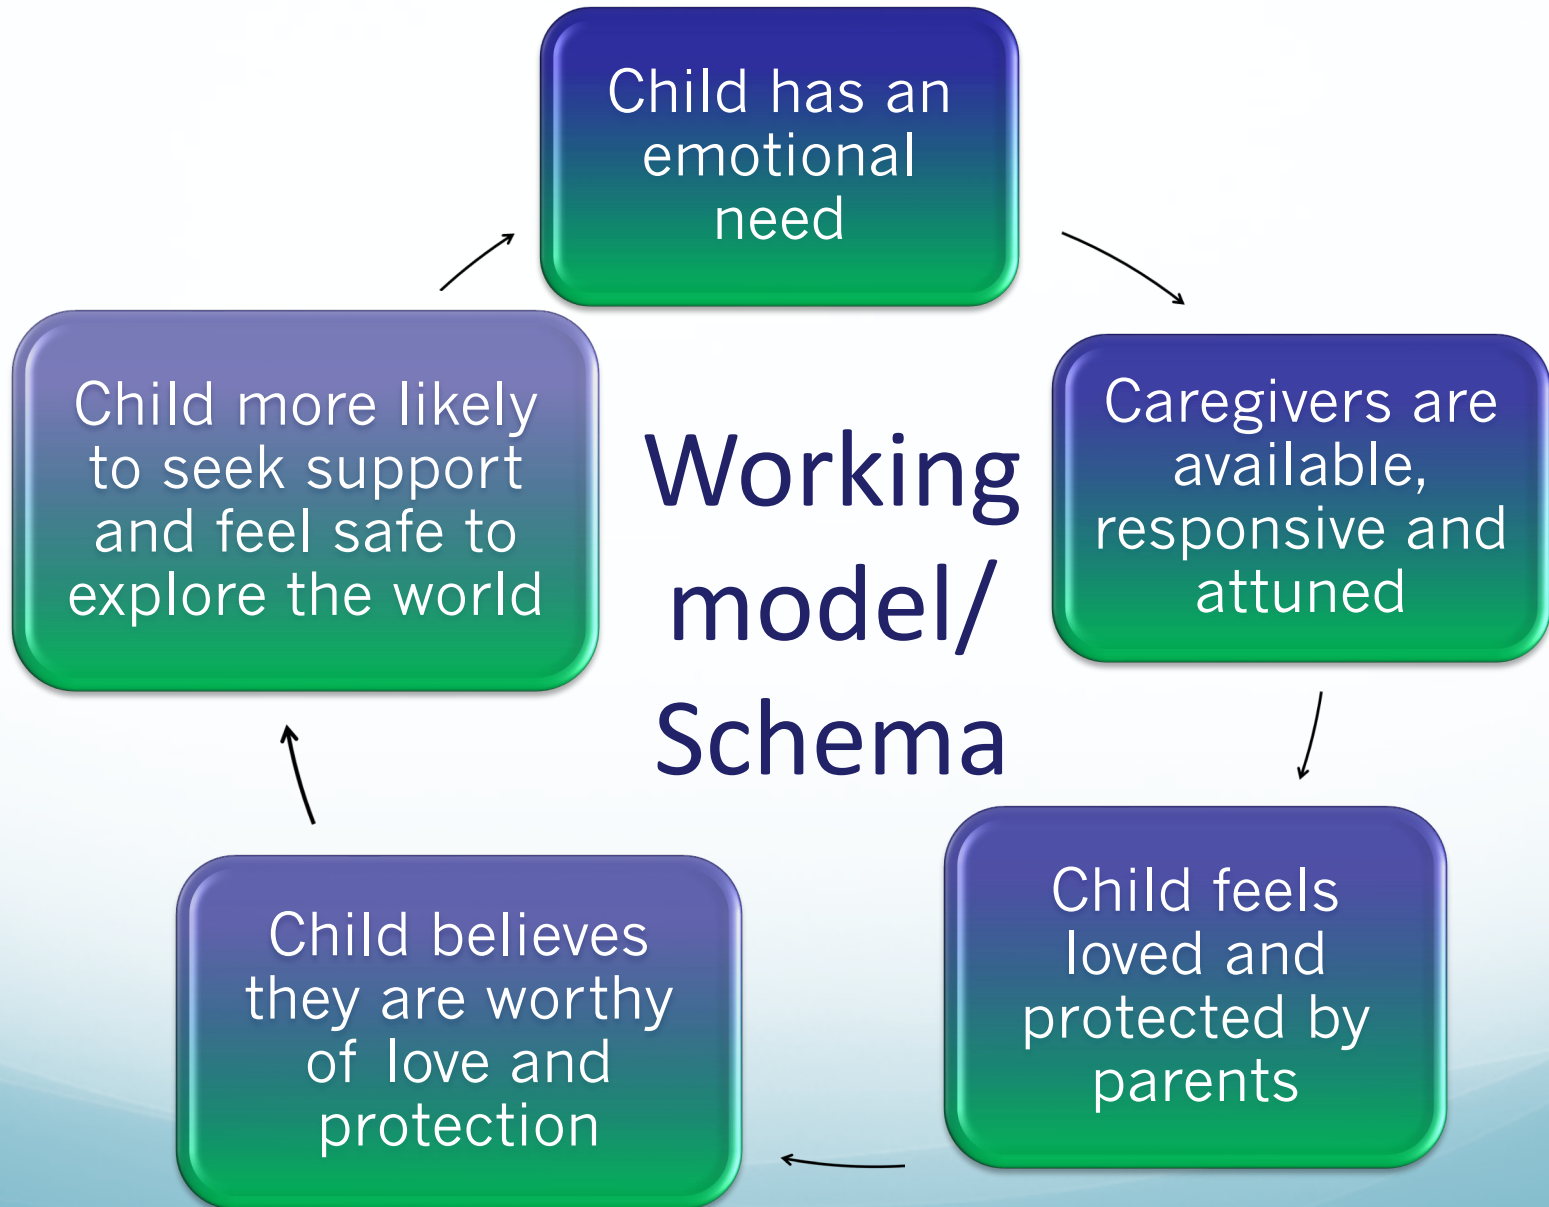 Child has an
emotional
need
Caregivers are
available,
responsive and
attuned
Child feels
loved and
protected by
parents
Child believes
they are worthy
of love and
protection
Child more likely
to seek support
and feel safe to
explore the world
Working
model/
Schema